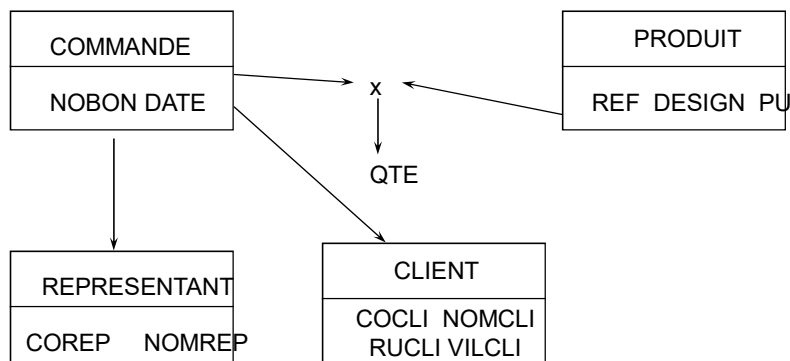 COMMANDE
NOBON DATE
PRODUIT
REF DESIGN PU
x
QTE
REPRESENTANT
COREP NOMREP
CLIENT
COCLI NOMCLI
RUCLI VILCLI